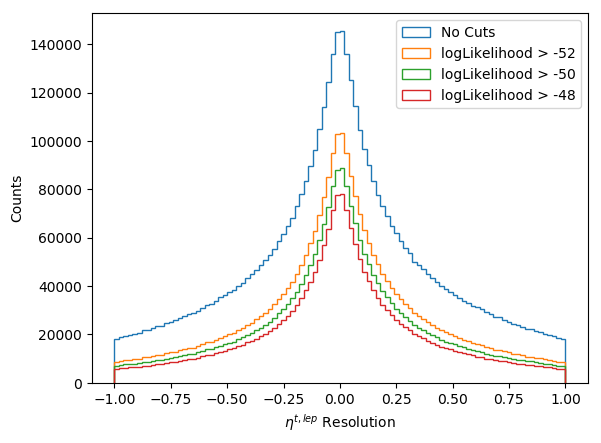 No Cuts
logLikelihood > -52
logLikelihood > -50
logLikelihood > -48
140000
120000
100000
80000
60000
40000
20000
0
Counts
−1.00 −0.75 −0.50 −0.25 0.00 0.25 0.50 0.75 1.00
η^{t, lep} Resolution